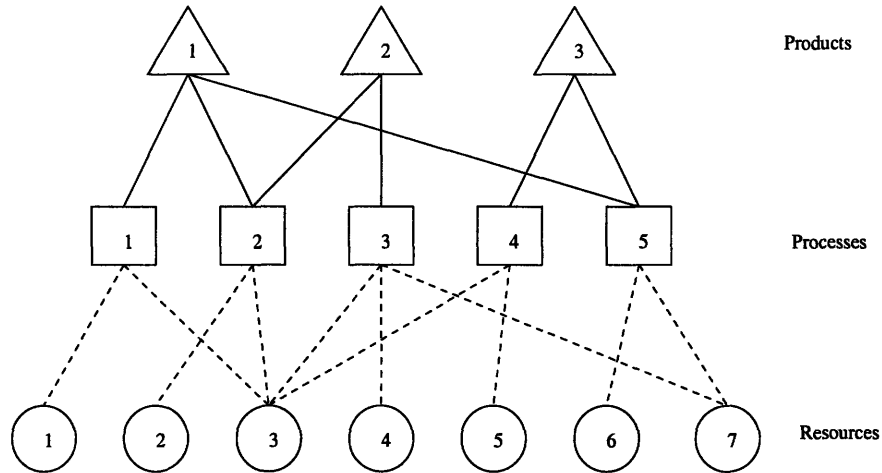 1 2 3 Products
1 2 3 4 5 Processes
1 2 3 4 5 6 7 Resources